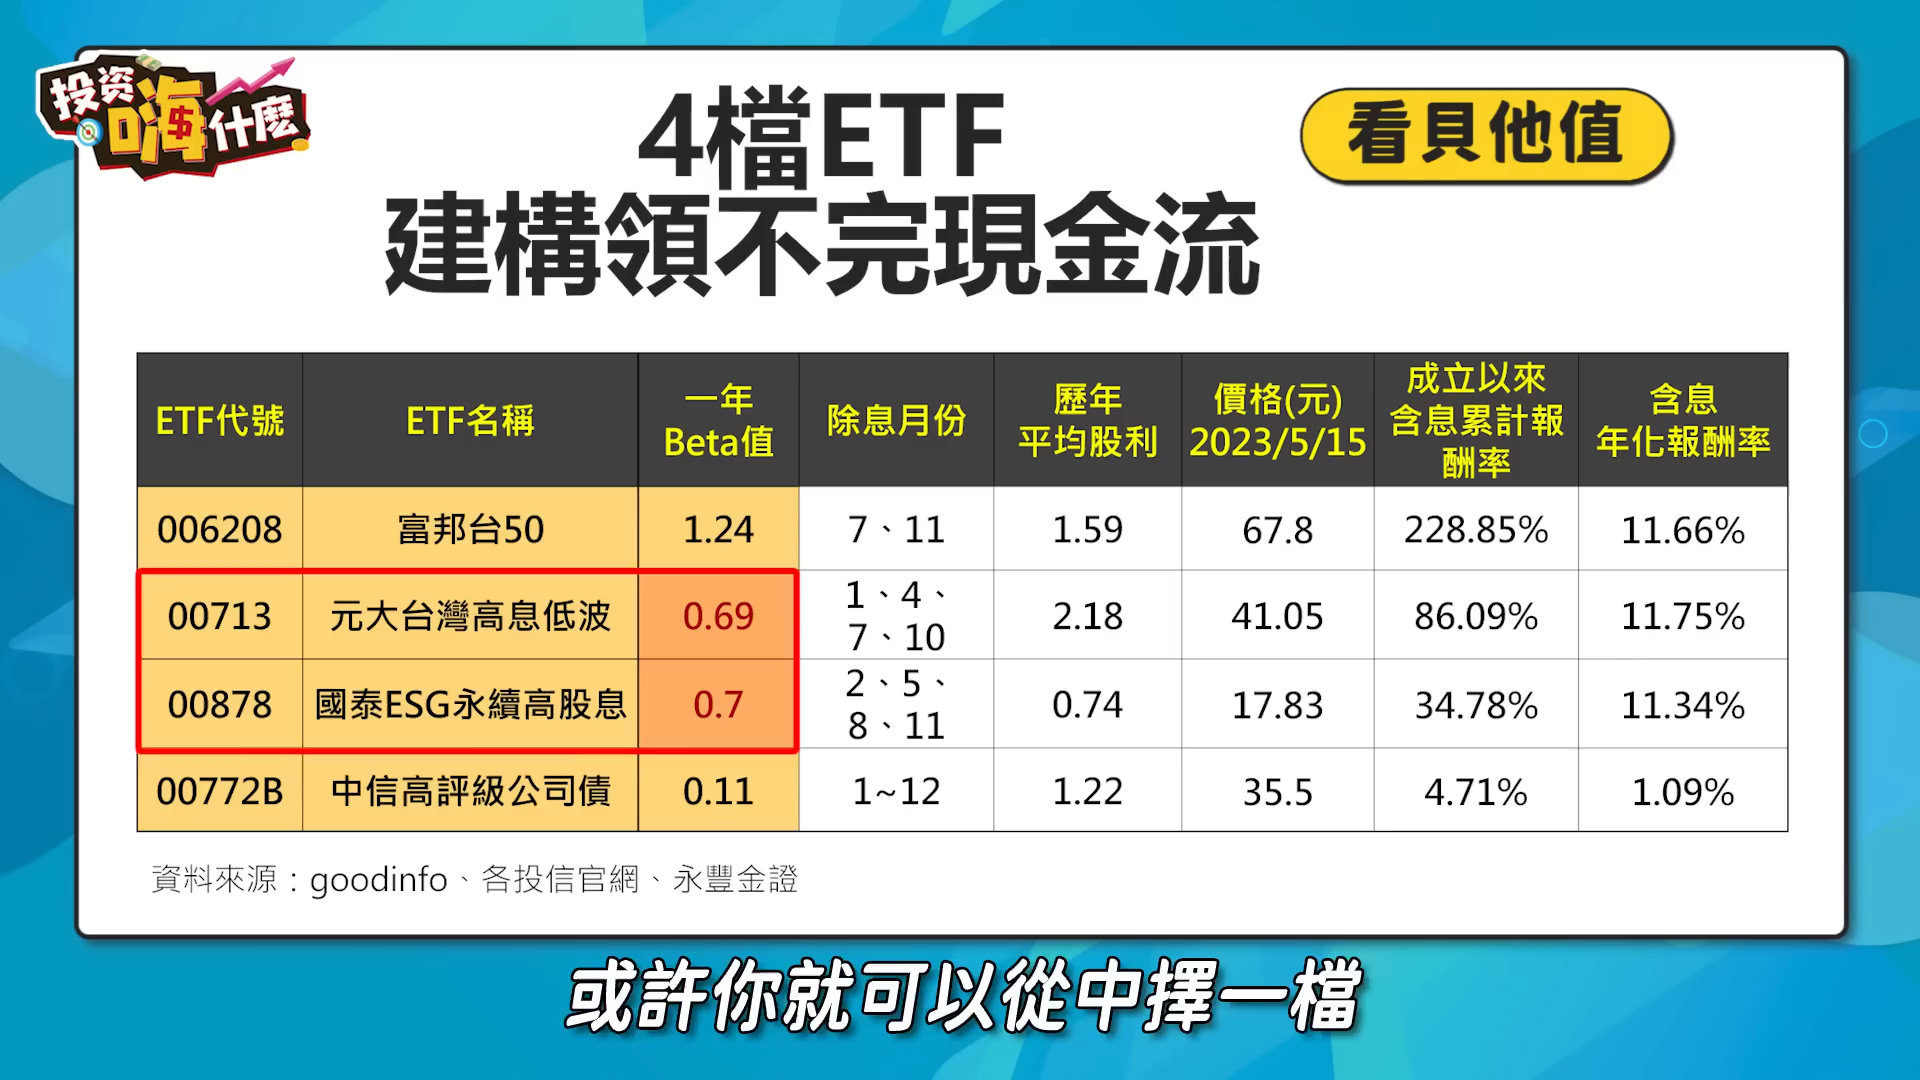 投资
嗨
什麼
4檔ETF
建構領不完現金流
看貝他值
ETF代號 ETF名稱 一年Beta值 除息月份 歷年平均股利 價格(元)2023/5/15 成立以來含息累計報酬率 含息年化報酬率
006208 富邦台50 1.24 7、11 1.59 67.8 228.85% 11.66%
00713 元大台灣高息低波 0.69 1、4、7、10 2.18 41.05 86.09% 11.75%
00878 國泰ESG永續高股息 0.7 2、5、8、11 0.74 17.83 34.78% 11.34%
00772B 中信高評級公司債 0.11 1~12 1.22 35.5 4.71% 1.09%
資料來源：goodinfo、各投信官網、永豐金證
或許你就可以從中擇一檔